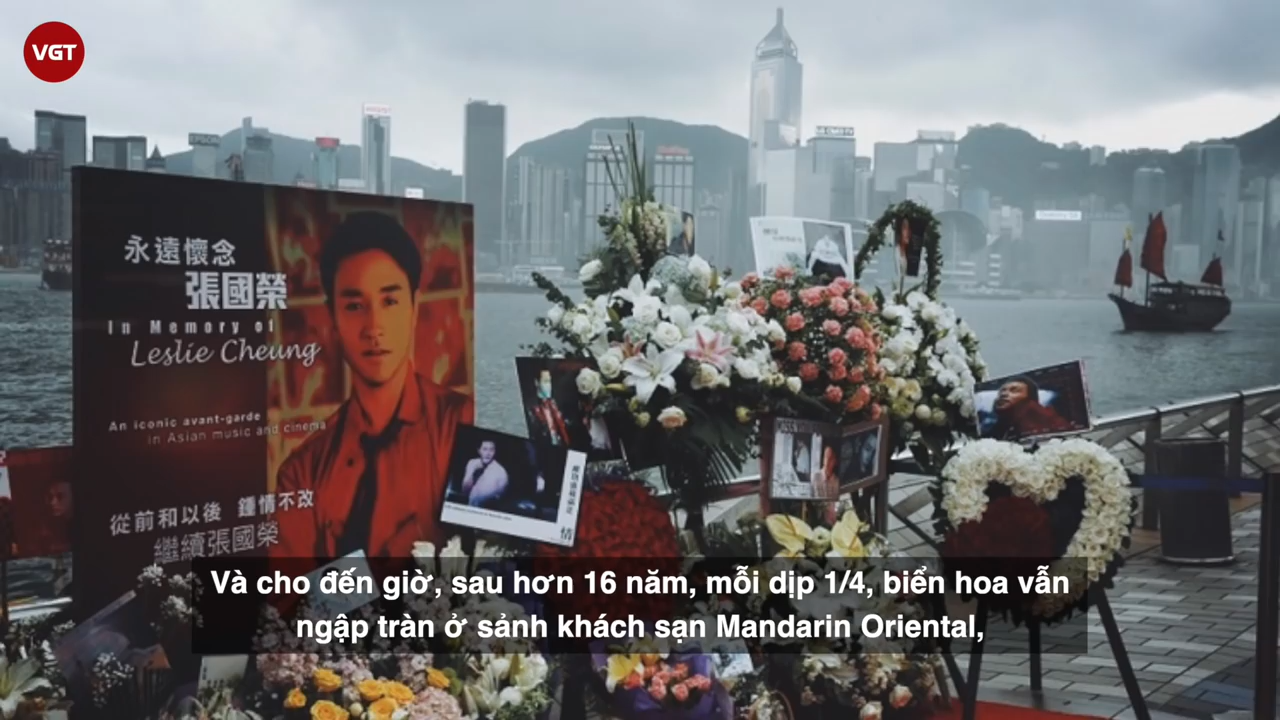 VGT
永遠懷念
張國榮
In Memory of
Leslie Cheung
An iconic avant-garde
in Asian music and cinema
從前和以後 鍾情不改
繼續張國榮
情
Và cho đến giờ, sau hơn 16 năm, mỗi dịp 1/4, biển hoa vẫn
ngập tràn ở sảnh khách sạn Mandarin Oriental,